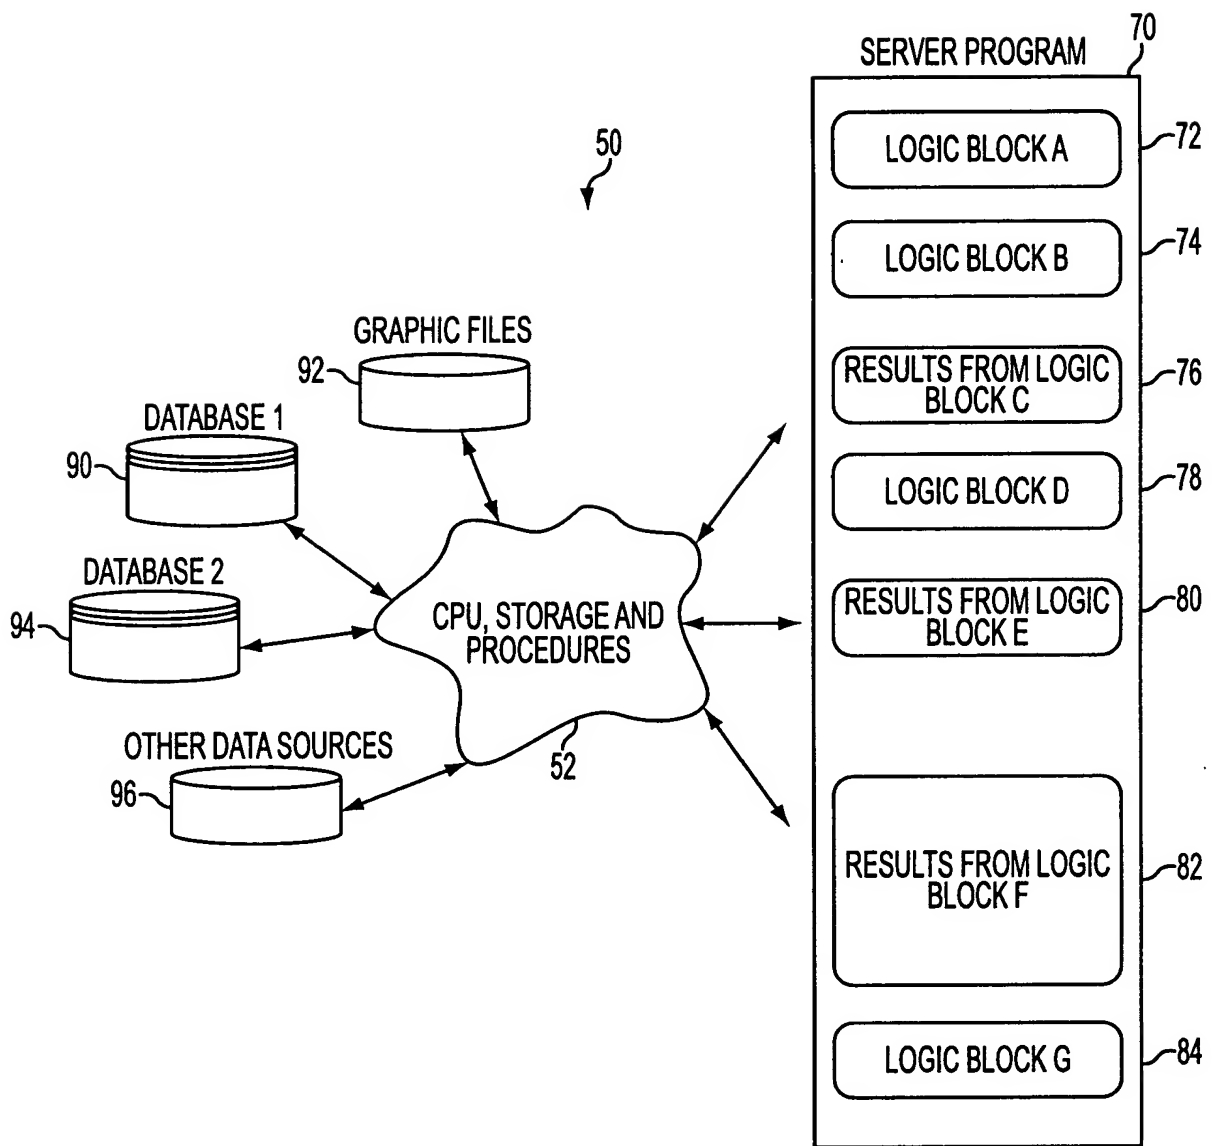 70
SERVER PROGRAM
LOGIC BLOCK A
72
50
LOGIC BLOCK B
74
GRAPHIC FILES
92
RESULTS FROM LOGIC
BLOCK C
76
DATABASE 1
90
LOGIC BLOCK D
78
DATABASE 2
94
CPU, STORAGE AND
PROCEDURES
52
RESULTS FROM LOGIC
BLOCK E
80
OTHER DATA SOURCES
96
RESULTS FROM LOGIC
BLOCK F
82
LOGIC BLOCK G
84